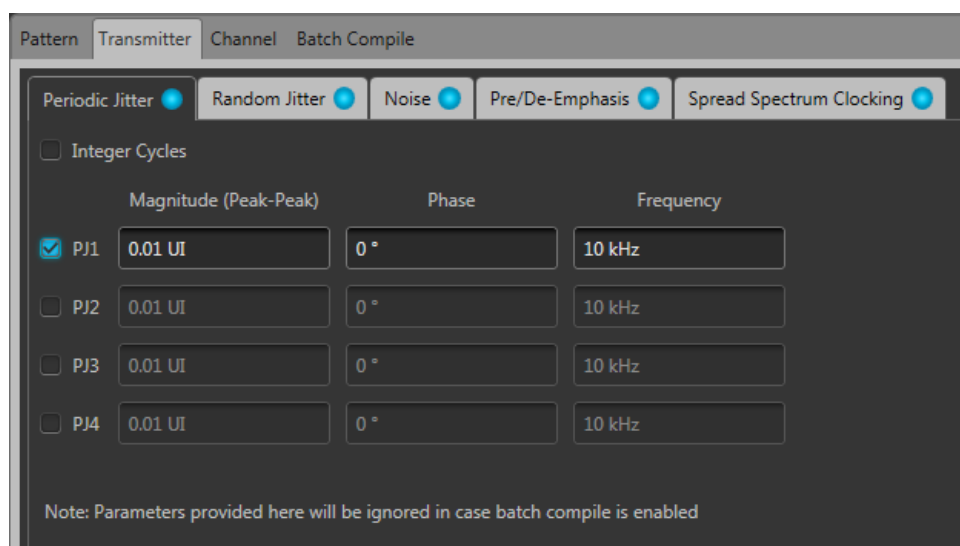 Pattern Transmitter Channel Batch Compile
Periodic Jitter Random Jitter Noise Pre/De-Emphasis Spread Spectrum Clocking
Integer Cycles
Magnitude (Peak-Peak) Phase Frequency
PJ1 0.01 UI 0 ° 10 kHz
PJ2 0.01 UI 0 ° 10 kHz
PJ3 0.01 UI 0 ° 10 kHz
PJ4 0.01 UI 0 ° 10 kHz
Note: Parameters provided here will be ignored in case batch compile is enabled